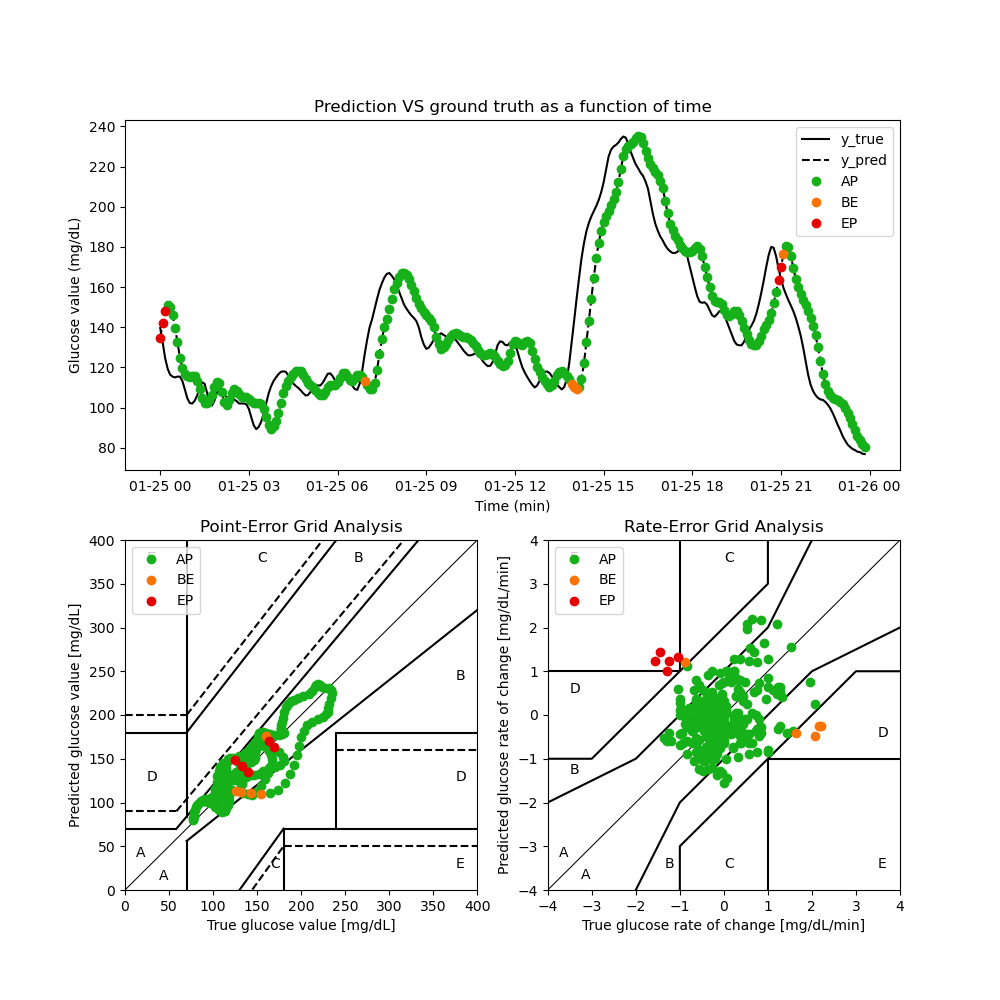 Prediction VS ground truth as a function of time
Glucose value (mg/dL)
240
220
200
180
160
140
120
100
80
y_true
y_pred
AP
BE
EP
01-25 00 01-25 03 01-25 06 01-25 09 01-25 12 01-25 15 01-25 18 01-25 21 01-26 00
Time (min)
Point-Error Grid Analysis
Predicted glucose value [mg/dL]
400
350
300
250
200
150
100
50
0
AP
BE
EP
C B
B
D D
A
A
C E
0 50 100 150 200 250 300 350 400
True glucose value [mg/dL]
Rate-Error Grid Analysis
Predicted glucose rate of change [mg/dL/min]
4
3
2
1
0
−1
−2
−3
−4
AP
BE
EP
C
D
D
B
A
A
B C E
−4 −3 −2 −1 0 1 2 3 4
True glucose rate of change [mg/dL/min]